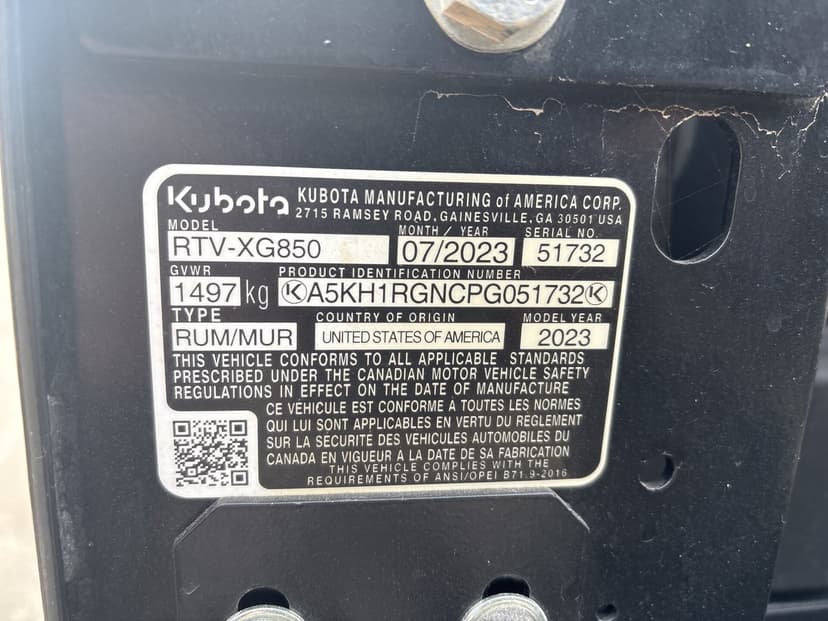 Kubota KUBOTA MANUFACTURING of AMERICA CORP.
2715 RAMSEY ROAD, GAINESVILLE, GA 30501 USA
MODEL MONTH / YEAR SERIAL NO.
RTV-XG850 07/2023 51732
GVWR PRODUCT IDENTIFICATION NUMBER
1497 kg K A5KH1RGNCPG051732 K
TYPE COUNTRY OF ORIGIN MODEL YEAR
RUM/MUR UNITED STATES OF AMERICA 2023
THIS VEHICLE CONFORMS TO ALL APPLICABLE STANDARDS
PRESCRIBED UNDER THE CANADIAN MOTOR VEHICLE SAFETY
REGULATIONS IN EFFECT ON THE DATE OF MANUFACTURE
CE VÉHICULE EST CONFORME À TOUTES LES NORMES
QUI LUI SONT APPLICABLES EN VERTU DU RÈGLEMENT
SUR LA SECURITE DES VEHICULES AUTOMOBILES DU
CANADA EN VIGUEUR A LA DATE DE SA FABRICATION
THIS VEHICLE COMPLIES WITH THE
REQUIREMENTS OF ANSI/OPEI B71.9-2016